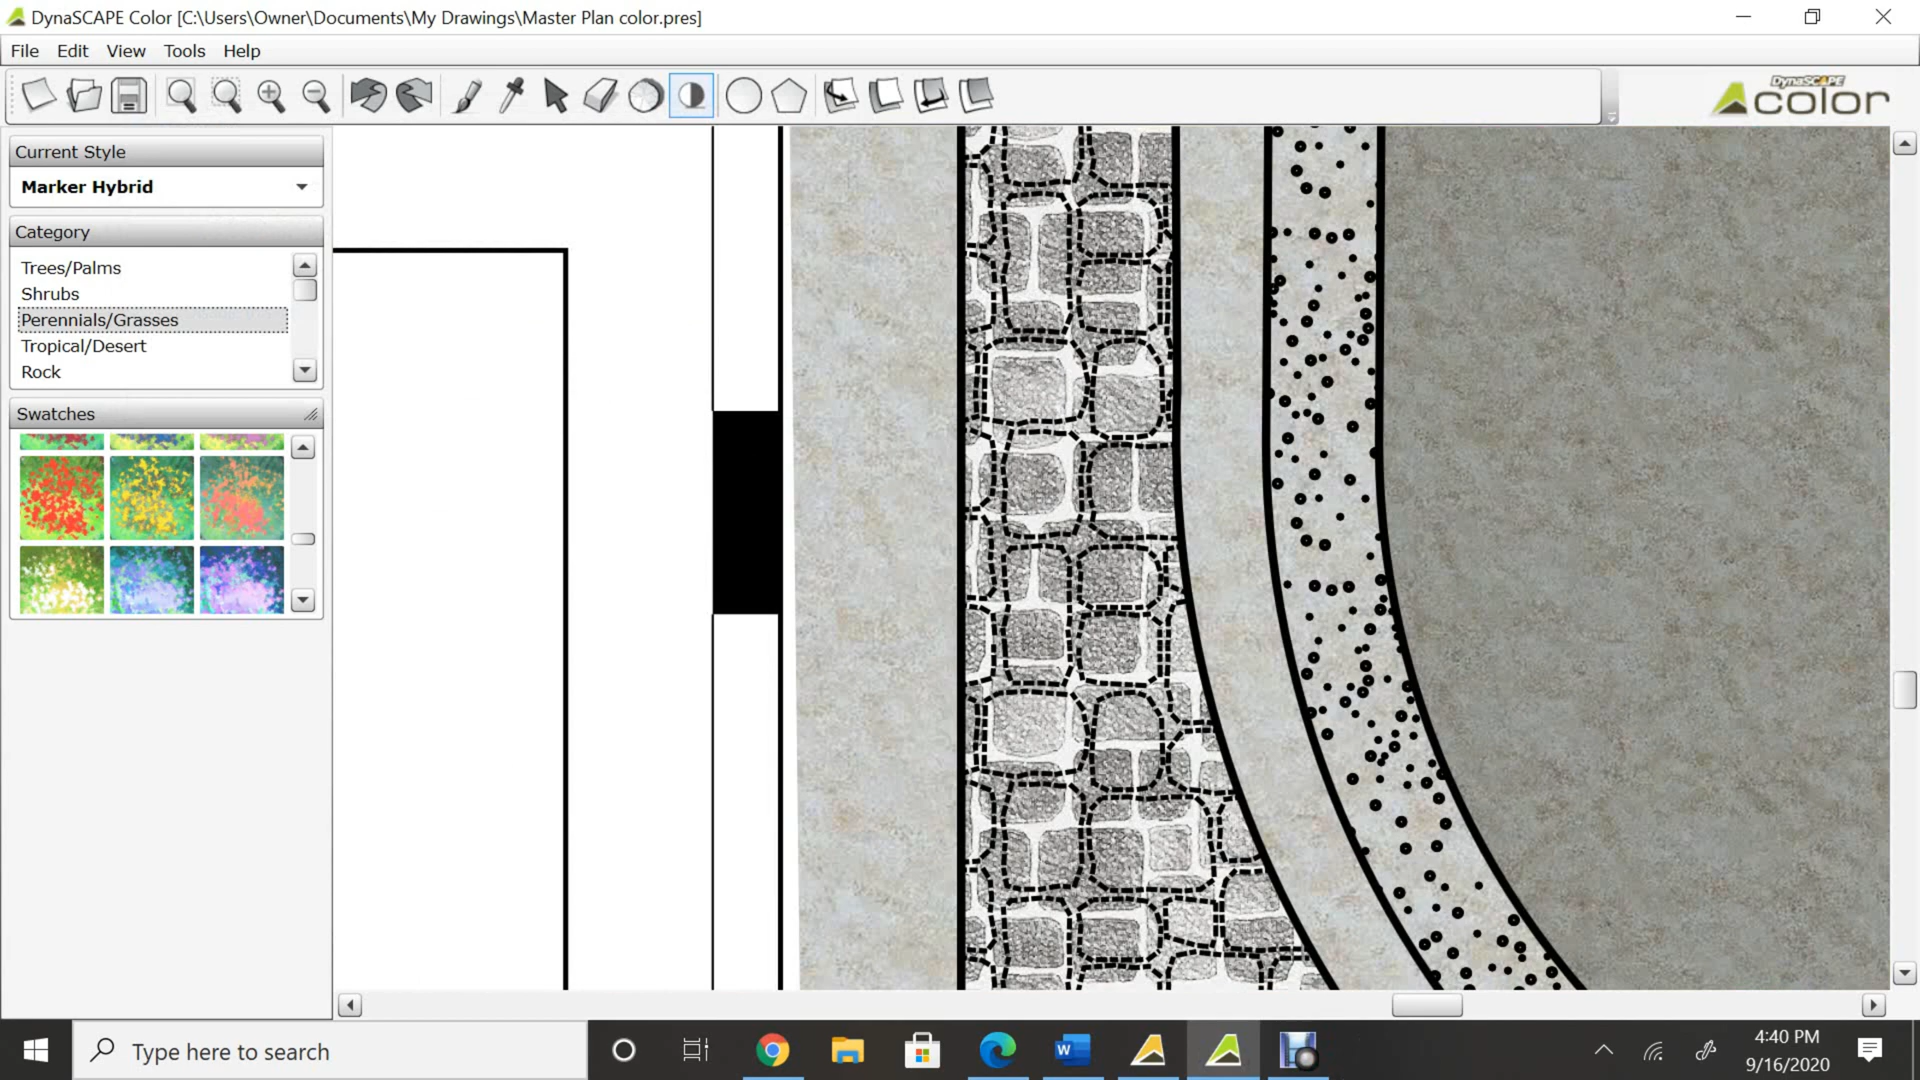 DynaSCAPE Color [C:\Users\Owner\Documents\My Drawings\Master Plan color.pres]
File Edit View Tools Help
DynaSCAPE
color
Current Style
Marker Hybrid
Category
Trees/Palms
Shrubs
Perennials/Grasses
Tropical/Desert
Rock
Swatches
Type here to search
W
4:40 PM
9/16/2020